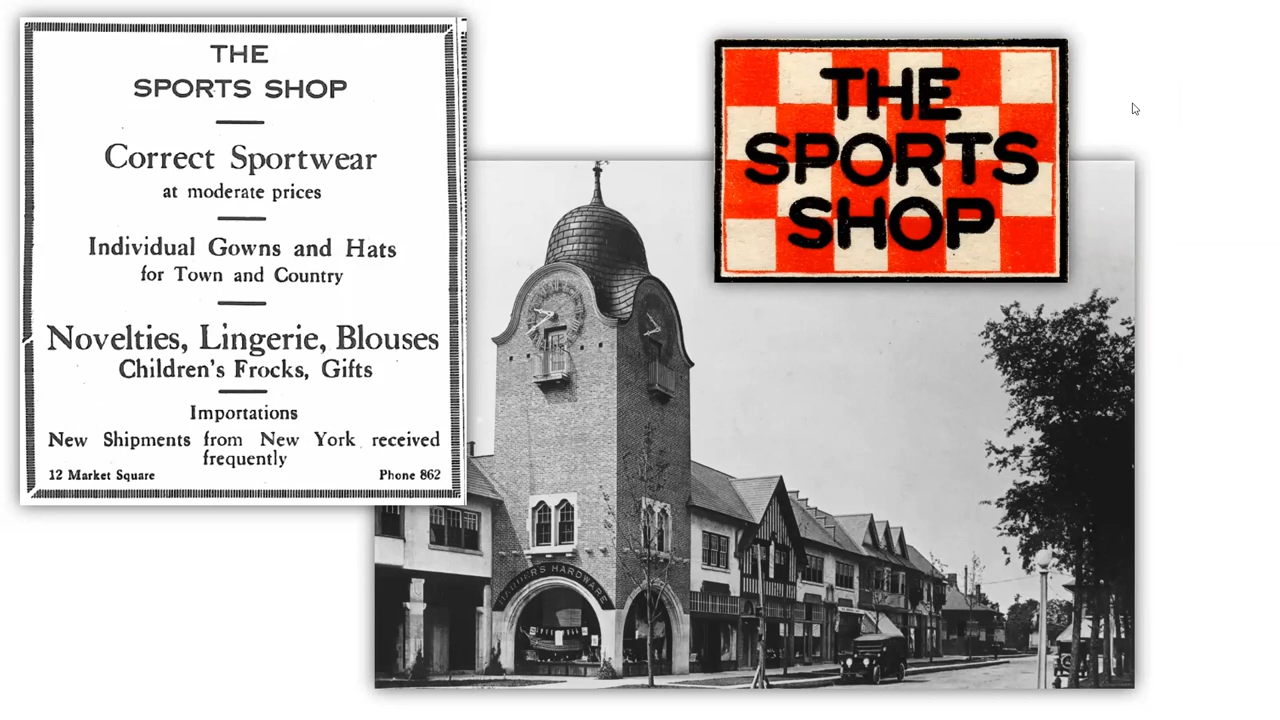 THE
SPORTS SHOP
Correct Sportwear
at moderate prices
Individual Gowns and Hats
for Town and Country
Novelties, Lingerie, Blouses
Children's Frocks, Gifts
Importations
New Shipments from New York received
frequently
12 Market Square Phone 862
THE
SPORTS
SHOP
HARDER'S HARDWARE